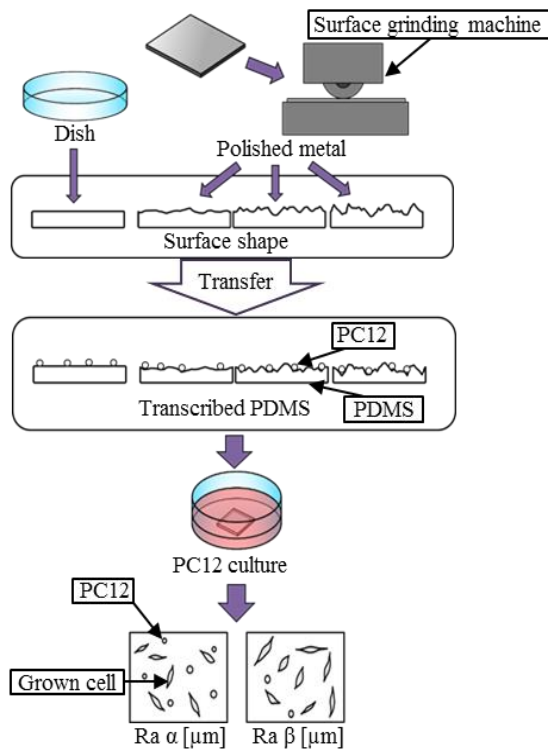 Surface grinding machine
Dish
Polished metal
Surface shape
Transfer
PC12
Transcribed PDMS
PDMS
PC12 culture
PC12
Grown cell
Ra α [µm]
Ra β [µm]